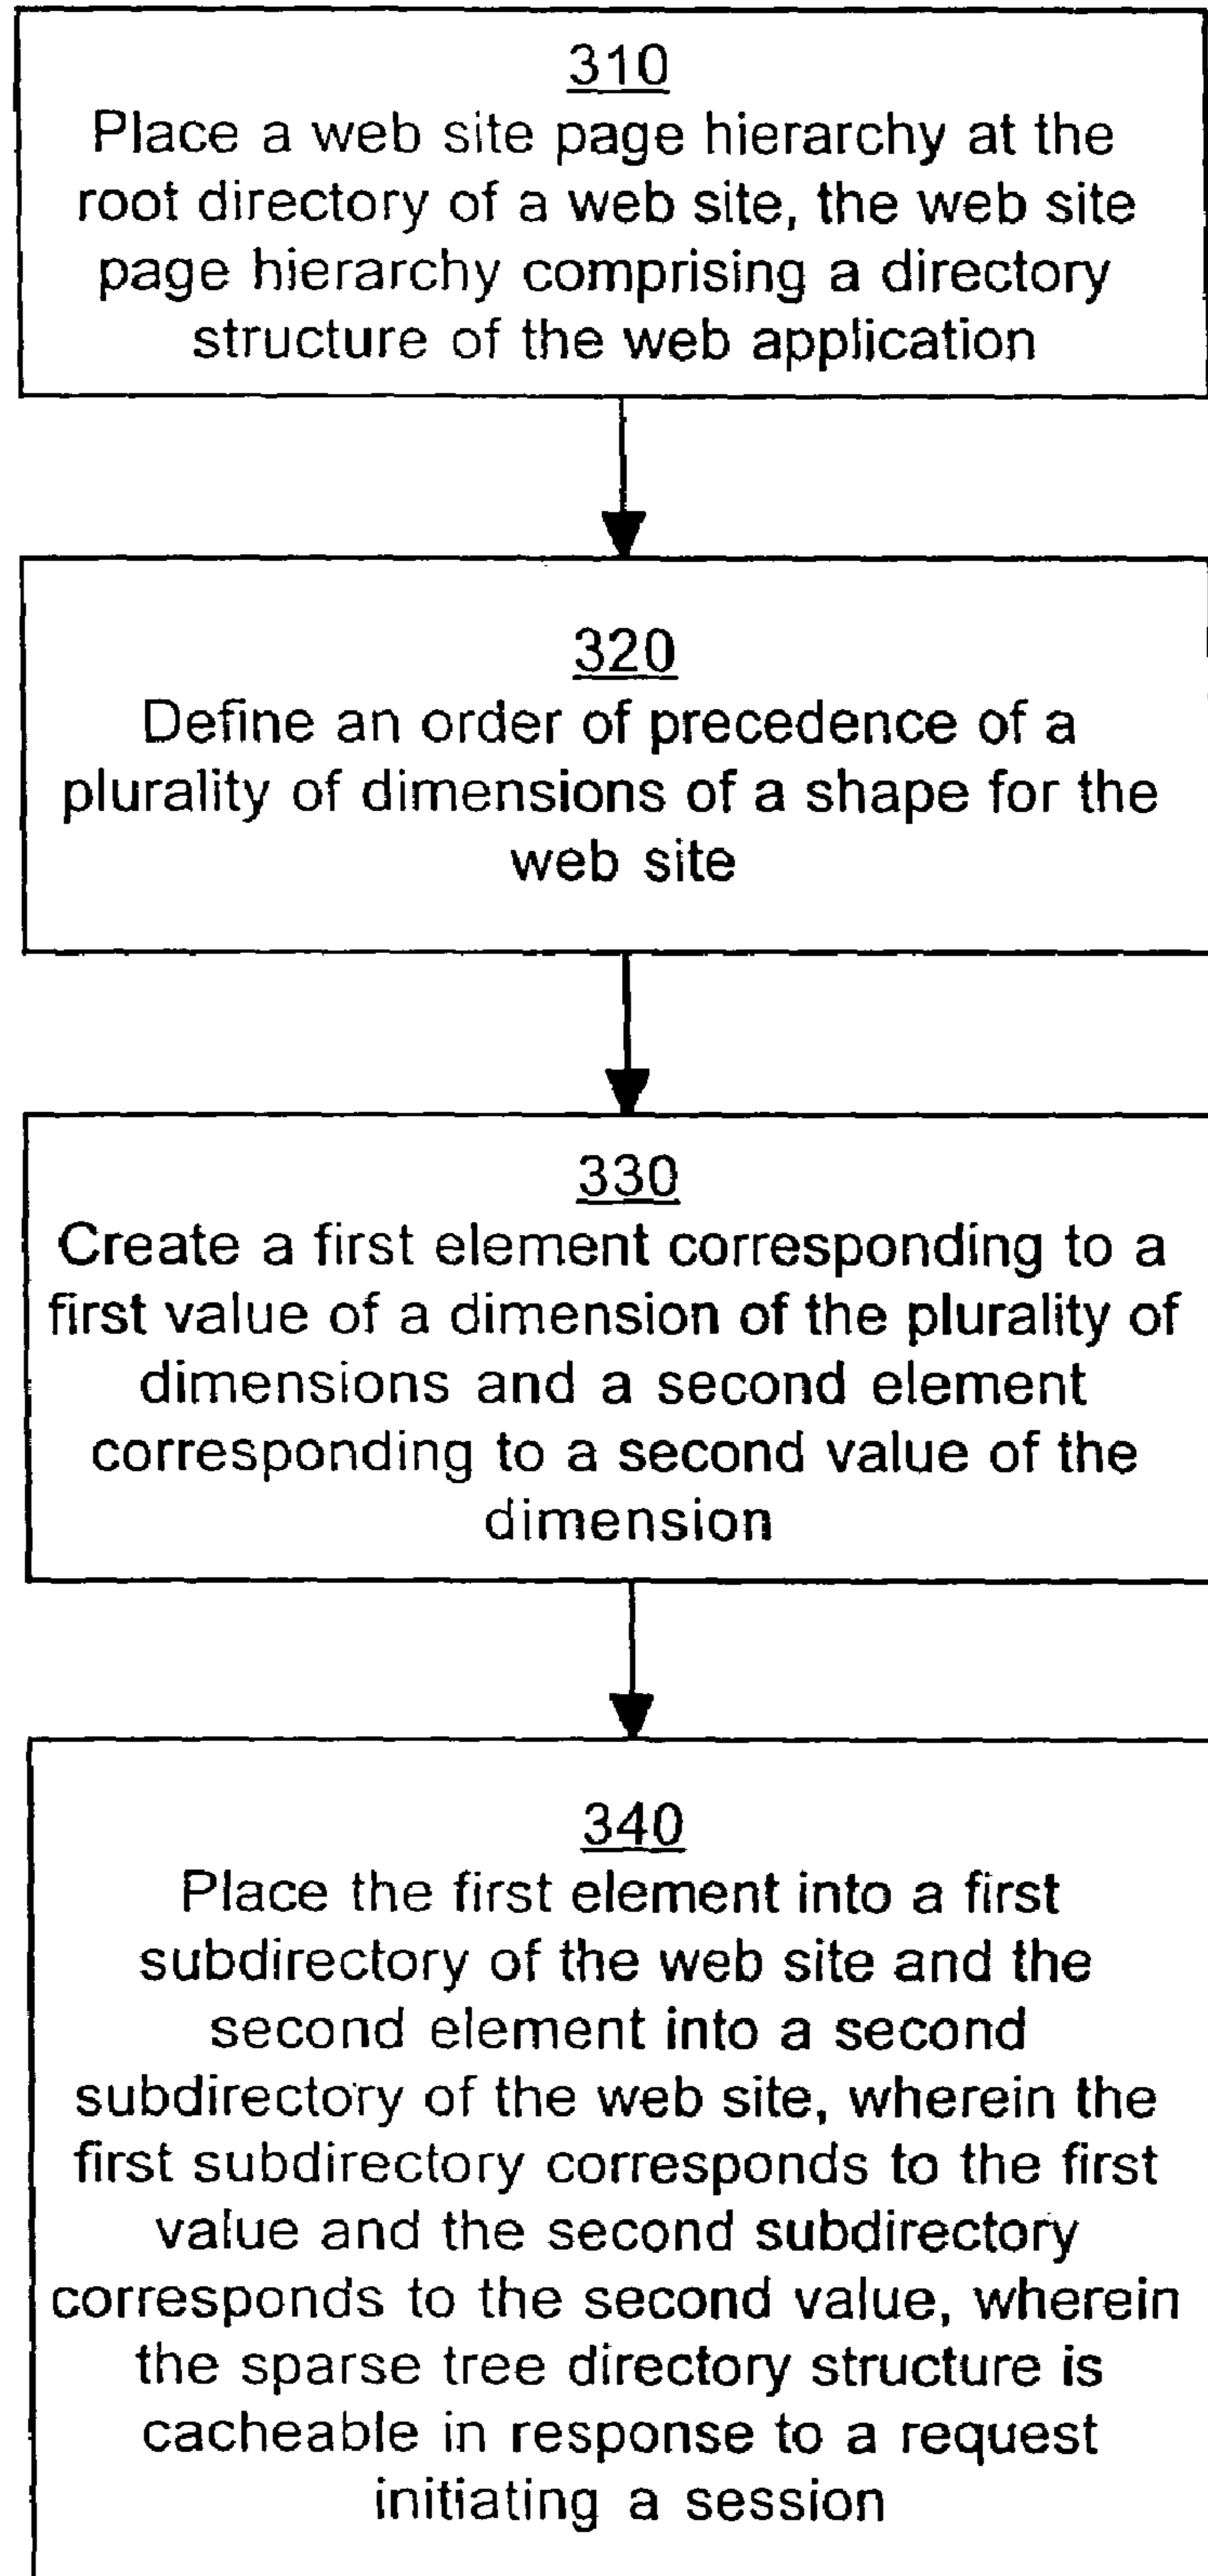 310
Place a web site page hierarchy at the
root directory of a web site, the web site
page hierarchy comprising a directory
structure of the web application
320
Define an order of precedence of a
plurality of dimensions of a shape for the
web site
330
Create a first element corresponding to a
first value of a dimension of the plurality of
dimensions and a second element
corresponding to a second value of the
dimension
340
Place the first element into a first
subdirectory of the web site and the
second element into a second
subdirectory of the web site, wherein the
first subdirectory corresponds to the first
value and the second subdirectory
corresponds to the second value, wherein
the sparse tree directory structure is
cacheable in response to a request
initiating a session